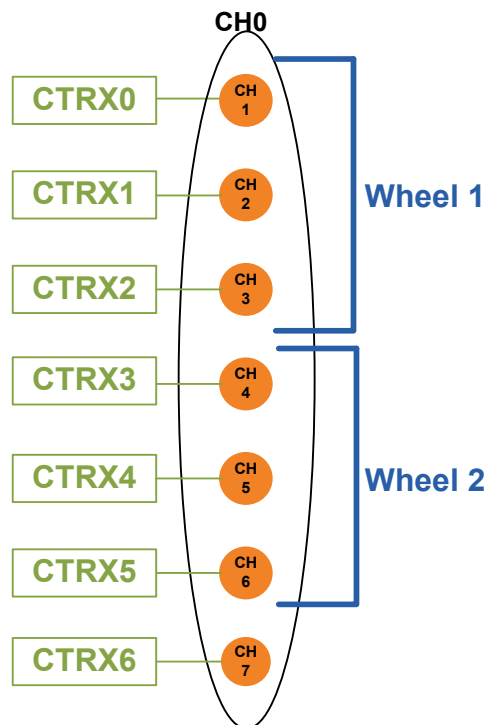 CH0
CTRX0
CH
1
CTRX1
CH
2
Wheel 1
CTRX2
CH
3
CTRX3
CH
4
CTRX4
CH
5
Wheel 2
CTRX5
CH
6
CTRX6
CH
7